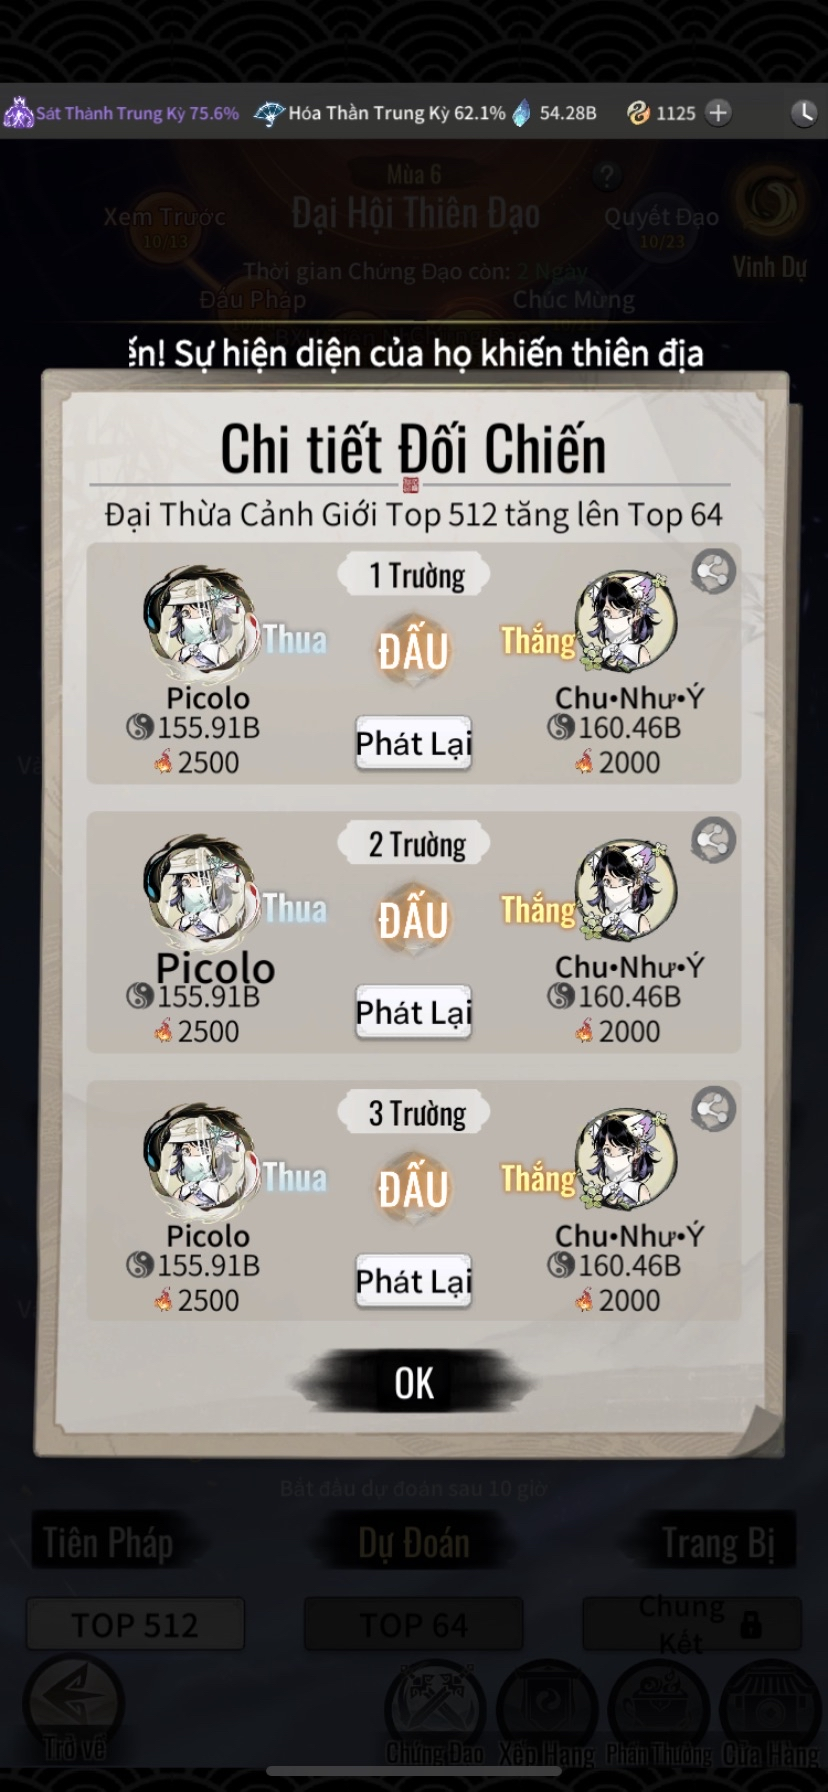 Sát Thành Trung Kỳ 75.6% Hóa Thần Trung Kỳ 62.1% 54.28B 1125
Mùa 6 ?
Xem Trước Đại Hội Thiên Đạo Quyết Đạo
10/13 10/23
Thời gian Chứng Đạo còn: 2 Ngày Vinh Dự
Đấu Pháp Chúc Mừng
ến! Sự hiện diện của họ khiến thiên địa
Chi tiết Đối Chiến
Đại Thừa Cảnh Giới Top 512 tăng lên Top 64
1 Trường
Thua ĐẤU Thắng
Picolo Chu•Như•Ý
155.91B Phát Lại 160.46B
2500 2000
2 Trường
Thua ĐẤU Thắng
Picolo Chu•Như•Ý
155.91B Phát Lại 160.46B
2500 2000
3 Trường
Thua ĐẤU Thắng
Picolo Chu•Như•Ý
155.91B Phát Lại 160.46B
2500 2000
OK
Bắt đầu dự đoán sau 10 giờ
Tiên Pháp Dự Đoán Trang Bị
TOP 512 TOP 64 Chung Kết
Trở về Chứng Đạo Xếp Hạng Phần Thưởng Cửa Hàng